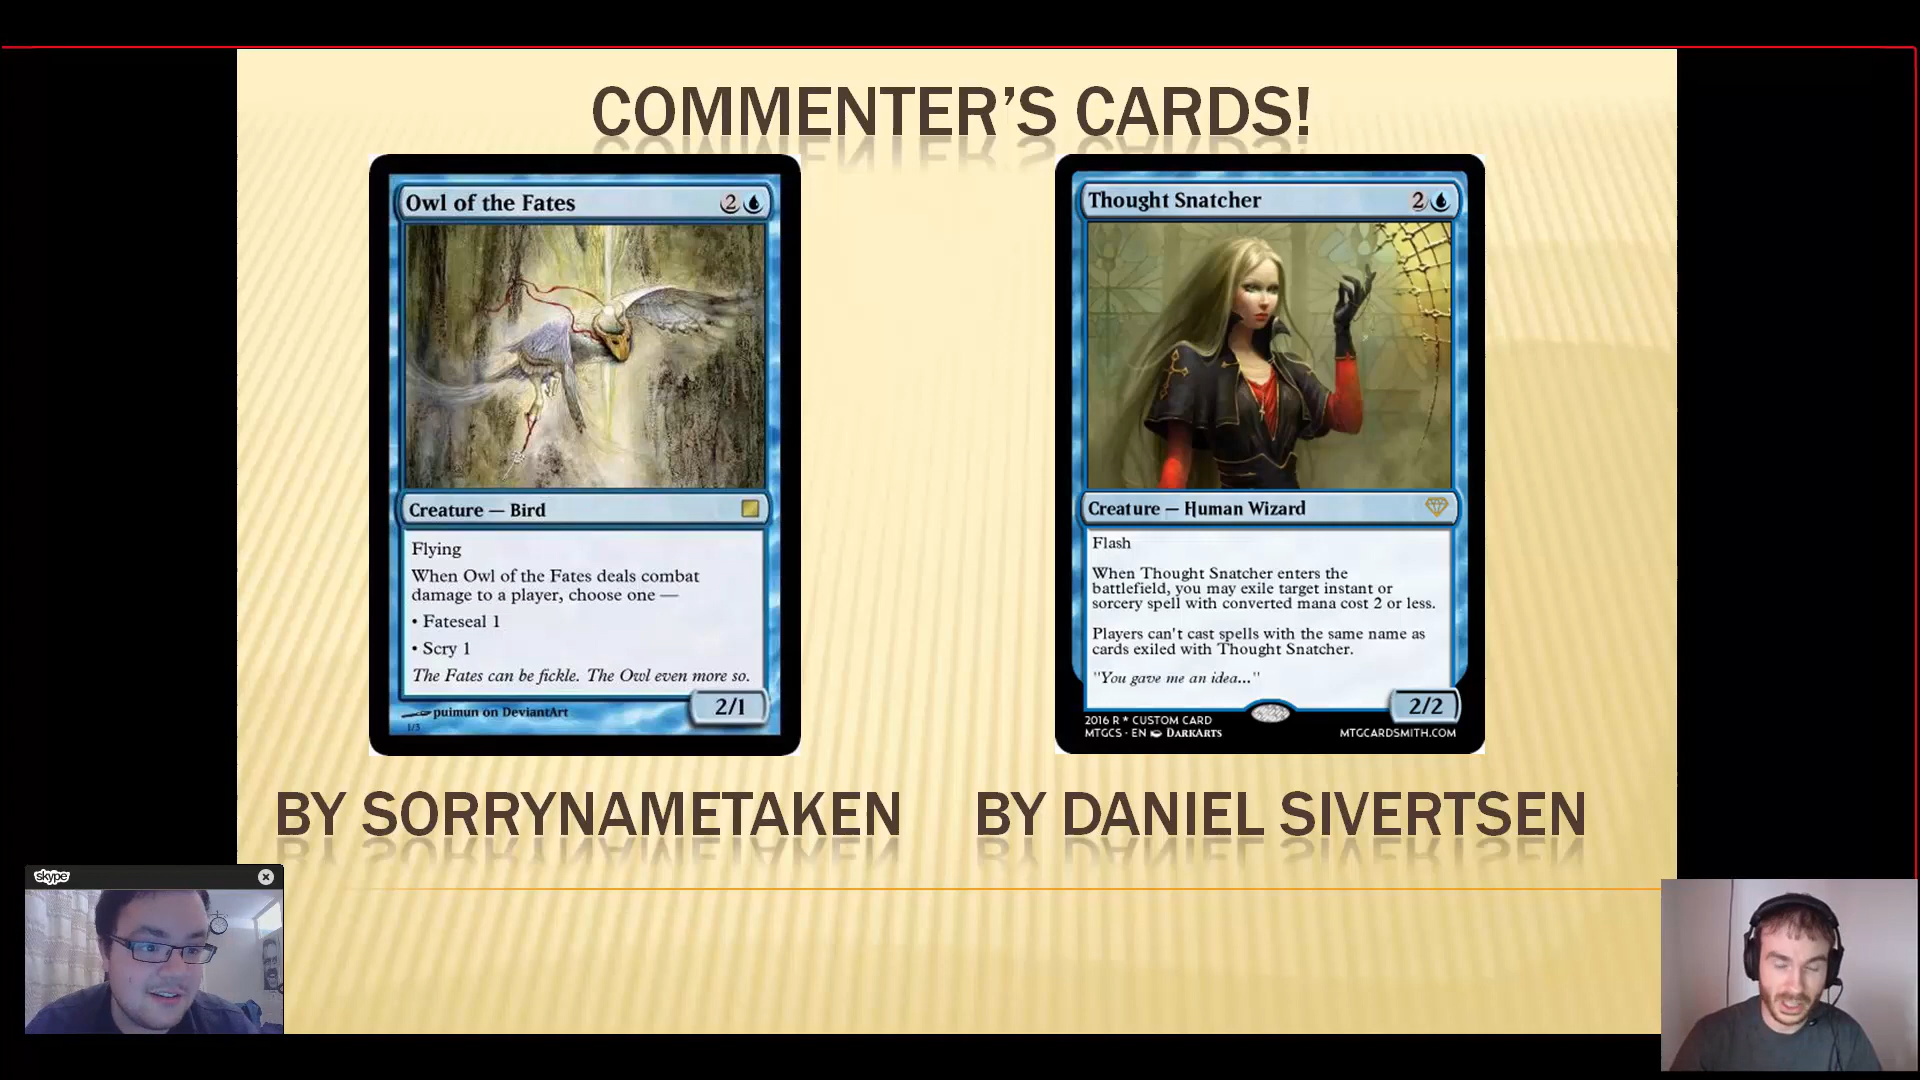 COMMENTER'S CARDS!
Owl of the Fates 2
Creature — Bird
Flying
When Owl of the Fates deals combat
damage to a player, choose one —
• Fateseal 1
• Scry 1
The Fates can be fickle. The Owl even more so.
2/1
puimun on DeviantArt
1/3
Thought Snatcher 2
Creature — Human Wizard
Flash
When Thought Snatcher enters the
battlefield, you may exile target instant or
sorcery spell with converted mana cost 2 or less.
Players can't cast spells with the same name as
cards exiled with Thought Snatcher.
"You gave me an idea..."
2/2
2016 R * CUSTOM CARD
MTGCS · EN DARKARTS
MTGCARDSMITH.COM
BY SORRYNAMETAKEN
BY DANIEL SIVERTSEN
skype